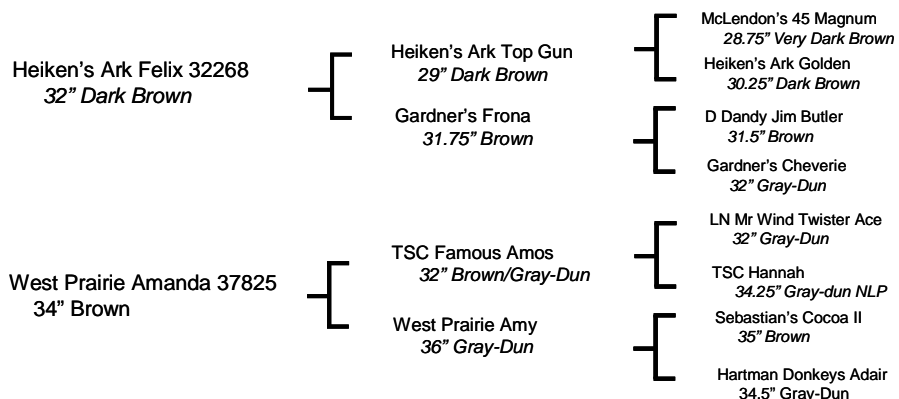 Heiken's Ark Felix 32268
32" Dark Brown
Heiken's Ark Top Gun
29" Dark Brown
Gardner's Frona
31.75" Brown
McLendon's 45 Magnum
28.75" Very Dark Brown
Heiken's Ark Golden
30.25" Dark Brown
D Dandy Jim Butler
31.5" Brown
Gardner's Cheverie
32" Gray-Dun
West Prairie Amanda 37825
34" Brown
TSC Famous Amos
32" Brown/Gray-Dun
West Prairie Amy
36" Gray-Dun
LN Mr Wind Twister Ace
32" Gray-Dun
TSC Hannah
34.25" Gray-dun NLP
Sebastian's Cocoa II
35" Brown
Hartman Donkeys Adair
34.5" Gray-Dun